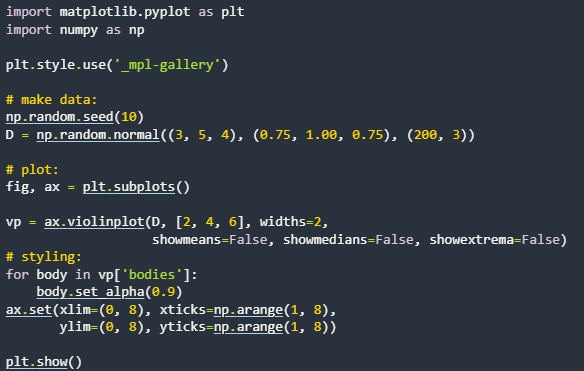 import matplotlib.pyplot as plt
import numpy as np

plt.style.use('_mpl-gallery')

# make data:
np.random.seed(10)
D = np.random.normal((3, 5, 4), (0.75, 1.00, 0.75), (200, 3))

# plot:
fig, ax = plt.subplots()

vp = ax.violinplot(D, [2, 4, 6], widths=2,
                   showmeans=False, showmedians=False, showextrema=False)
# styling:
for body in vp['bodies']:
    body.set_alpha(0.9)
ax.set(xlim=(0, 8), xticks=np.arange(1, 8),
       ylim=(0, 8), yticks=np.arange(1, 8))

plt.show()